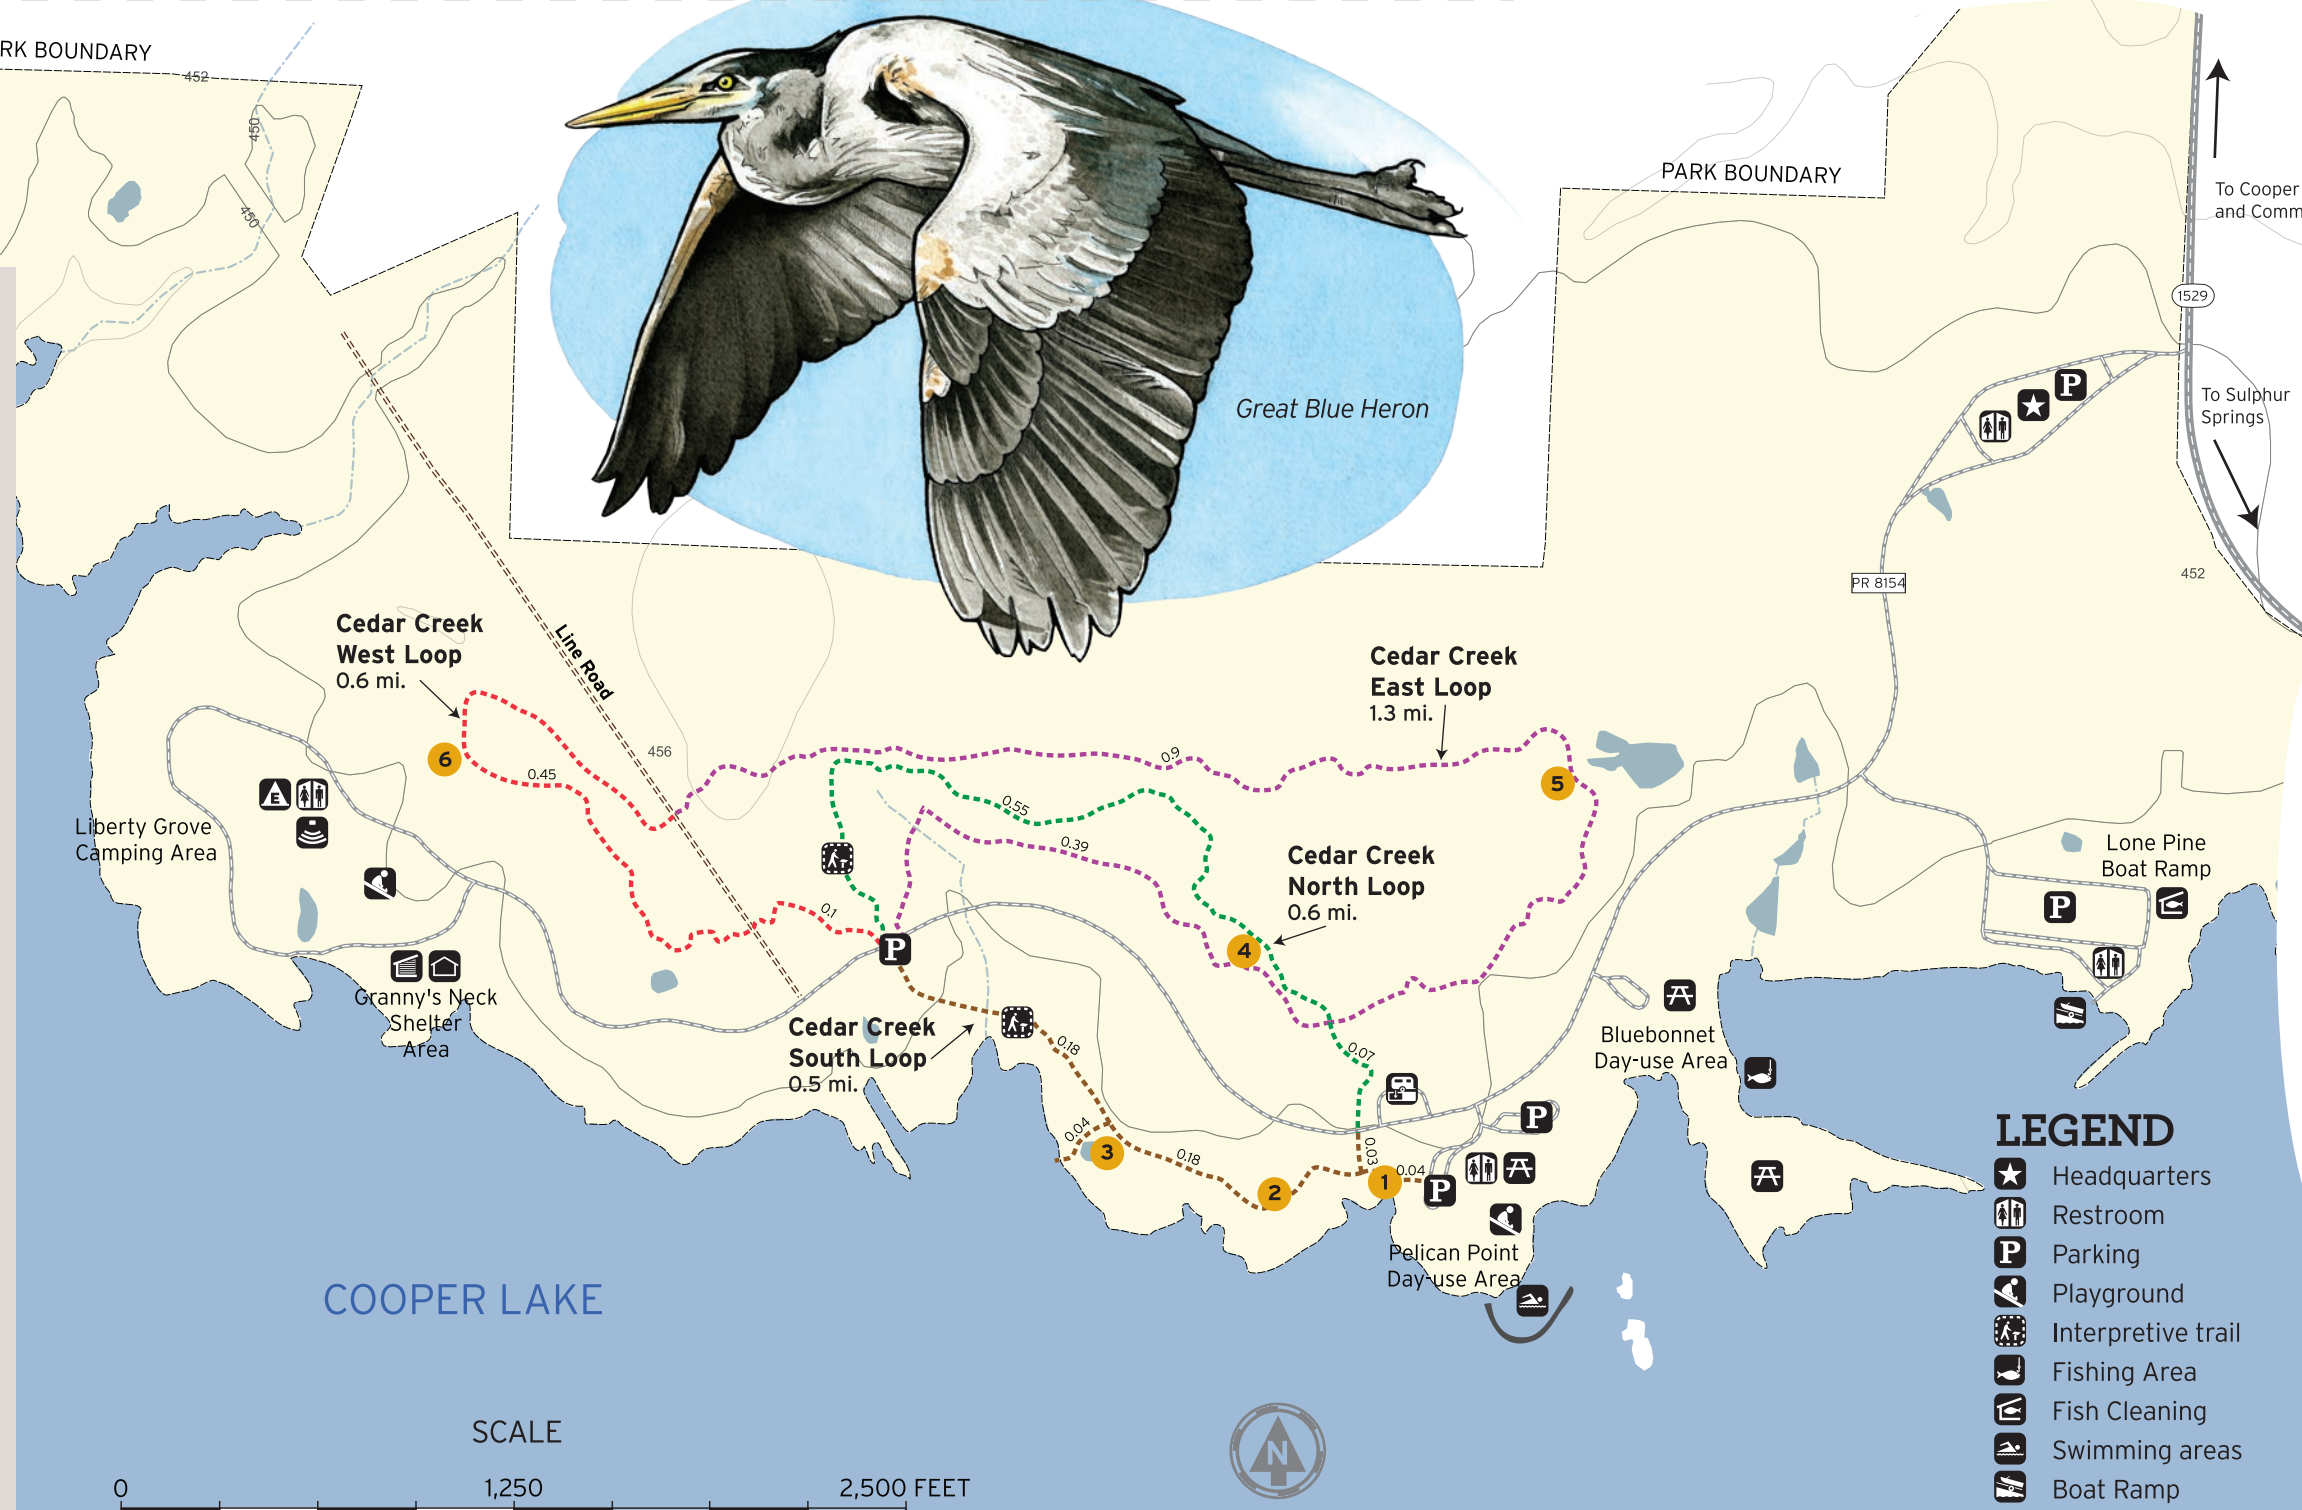 RK BOUNDARY
452
450
450
PARK BOUNDARY
To Cooper
and Comm
1529
To Sulphur
Springs
Great Blue Heron
PR 8154
452
Cedar Creek
West Loop
0.6 mi.
Line Road
456
Cedar Creek
East Loop
1.3 mi.
6
0.45
0.9
5
0.55
0.39
E
Liberty Grove
Camping Area
Cedar Creek
North Loop
0.6 mi.
4
0.1
P
Granny's Neck
Shelter
Area
Cedar Creek
South Loop
0.5 mi.
0.18
0.07
Bluebonnet
Day-use Area
Lone Pine
Boat Ramp
P
P
0.04
3
0.18
2
0.03
1
0.04
P
P
Pelican Point
Day-use Area
COOPER LAKE
SCALE
0 1,250 2,500 FEET
N
LEGEND
Headquarters
Restroom
P Parking
Playground
Interpretive trail
Fishing Area
Fish Cleaning
Swimming areas
Boat Ramp